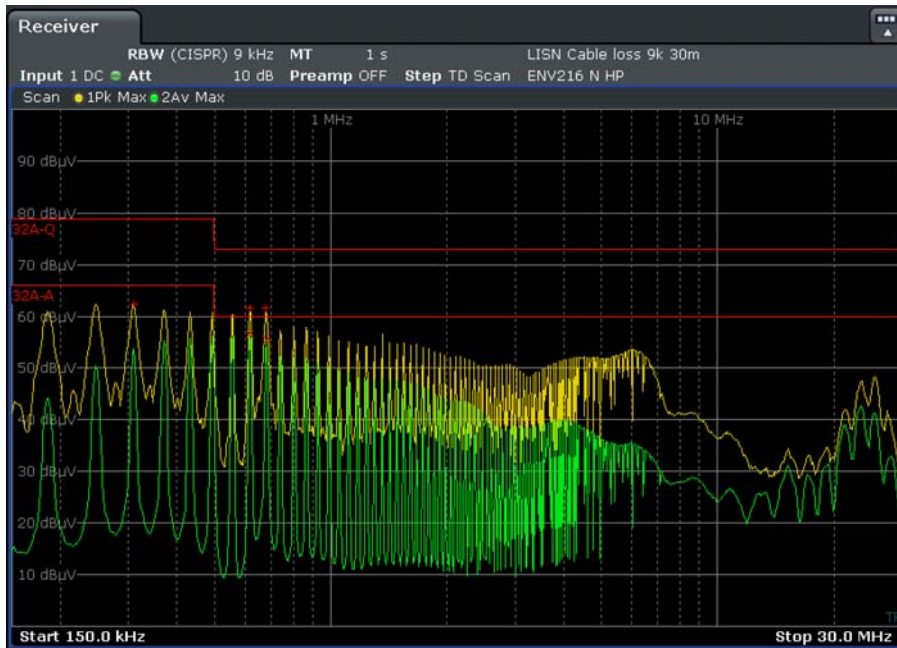 Receiver
RBW (CISPR) 9 kHz MT 1 s LISN Cable loss 9k 30m
Input 1 DC Att 10 dB Preamp OFF Step TD Scan ENV216 N HP
Scan 1Pk Max 2Av Max
1 MHz 10 MHz
90 dBµV
80 dBµV
32A-Q
70 dBµV
32A-A
60 dBµV
50 dBµV
40 dBµV
30 dBµV
20 dBµV
10 dBµV
TF
Start 150.0 kHz Stop 30.0 MHz